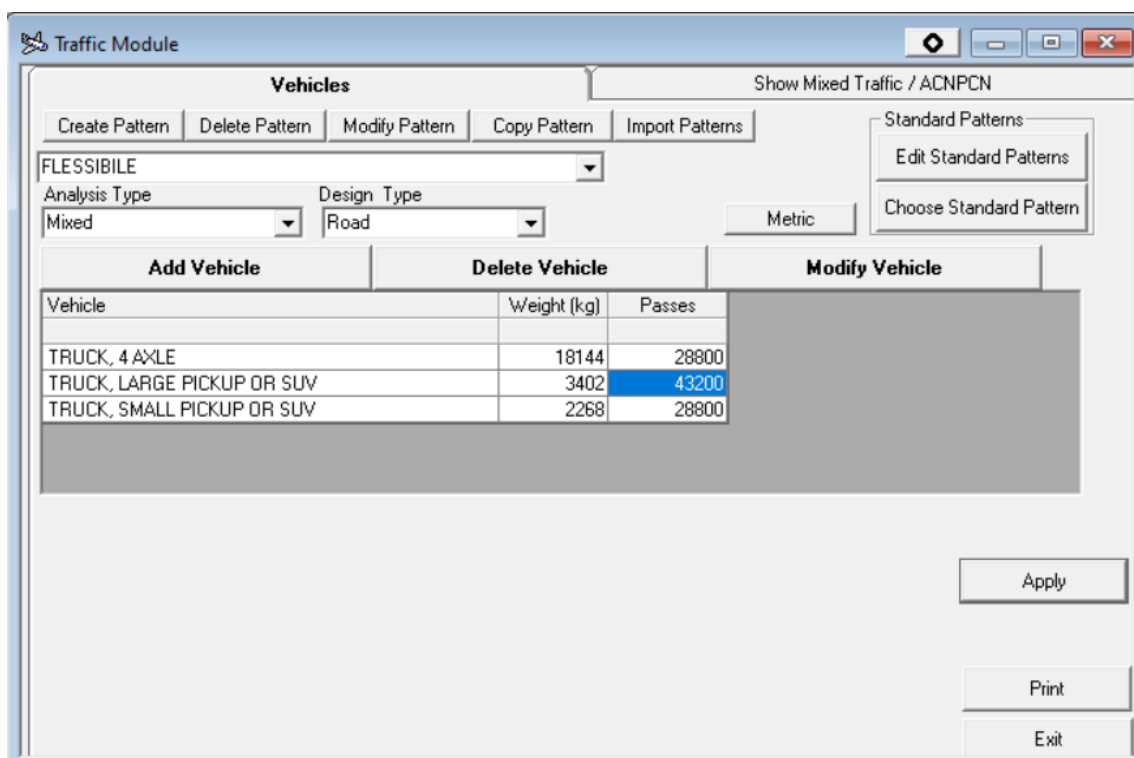 Traffic Module
Vehicles Show Mixed Traffic / ACNPCN
Create Pattern Delete Pattern Modify Pattern Copy Pattern Import Patterns Standard Patterns
FLESSIBILE Edit Standard Patterns
Analysis Type Design Type
Mixed Road Metric Choose Standard Pattern
Add Vehicle Delete Vehicle Modify Vehicle
Vehicle Weight (kg) Passes
TRUCK, 4 AXLE 18144 28800
TRUCK, LARGE PICKUP OR SUV 3402 43200
TRUCK, SMALL PICKUP OR SUV 2268 28800
Apply
Print
Exit